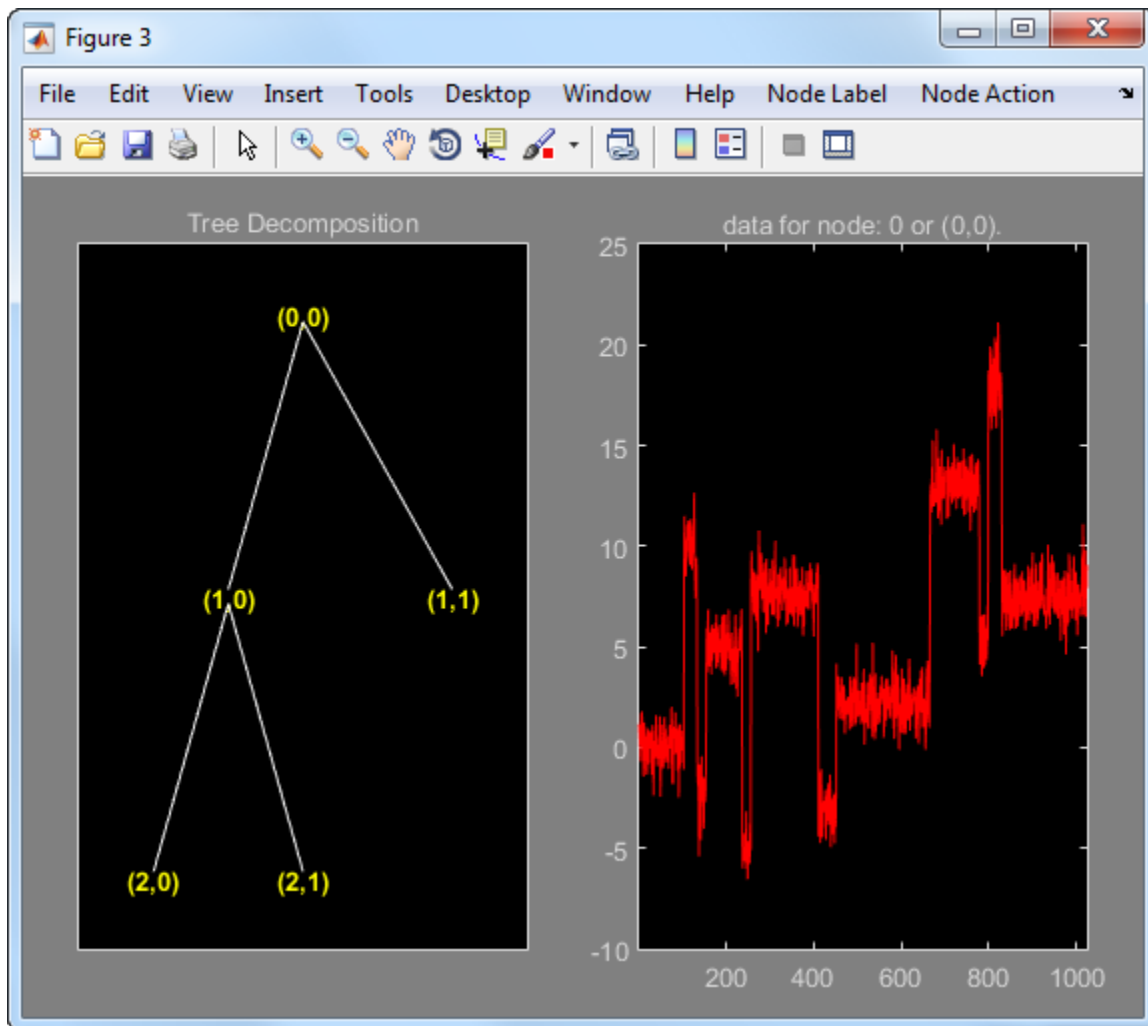 Figure 3
File Edit View Insert Tools Desktop Window Help Node Label Node Action
Tree Decomposition
(0,0)
(1,0) (1,1)
(2,0) (2,1)
data for node: 0 or (0,0).
25
20
15
10
5
0
-5
-10
200 400 600 800 1000